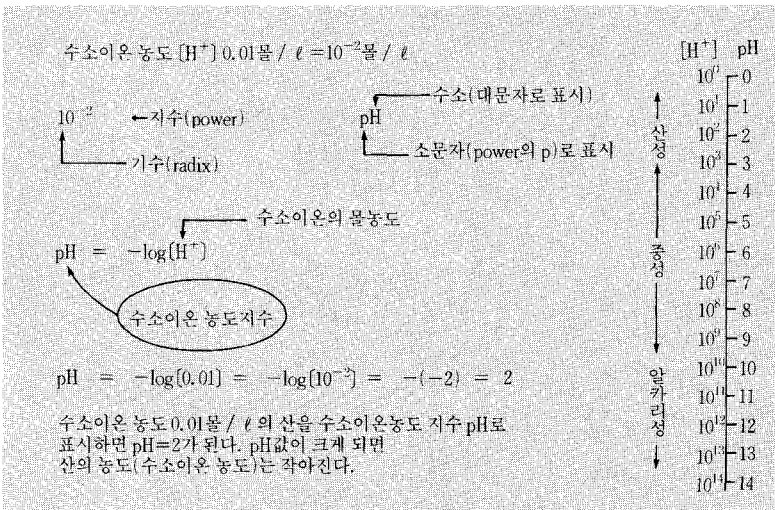 수소이온 농도 [H⁺] 0.01몰 / ℓ =10⁻²몰 / ℓ
10⁻² ←지수(power)
기수(radix)
수소(대문자로 표시)
pH
소문자(power의 p)로 표시
수소이온의 몰농도
pH = −log[H⁺]
수소이온 농도지수
pH = −log[0.01] = −log[10⁻²] = −(−2) = 2
수소이온 농도 0.01몰 / ℓ 의 산을 수소이온농도 지수 pH로
표시하면 pH=2가 된다. pH값이 크게 되면
산의 농도(수소이온 농도)는 작아진다.
[H⁺] pH
10⁰ 0
10¹ 1
10² 2
10³ 3
10⁴ 4
10⁵ 5
10⁶ 6
10⁷ 7
10⁸ 8
10⁹ 9
10¹⁰ 10
10¹¹ 11
10¹² 12
10¹³ 13
10¹⁴ 14
산성
중성
알카리성